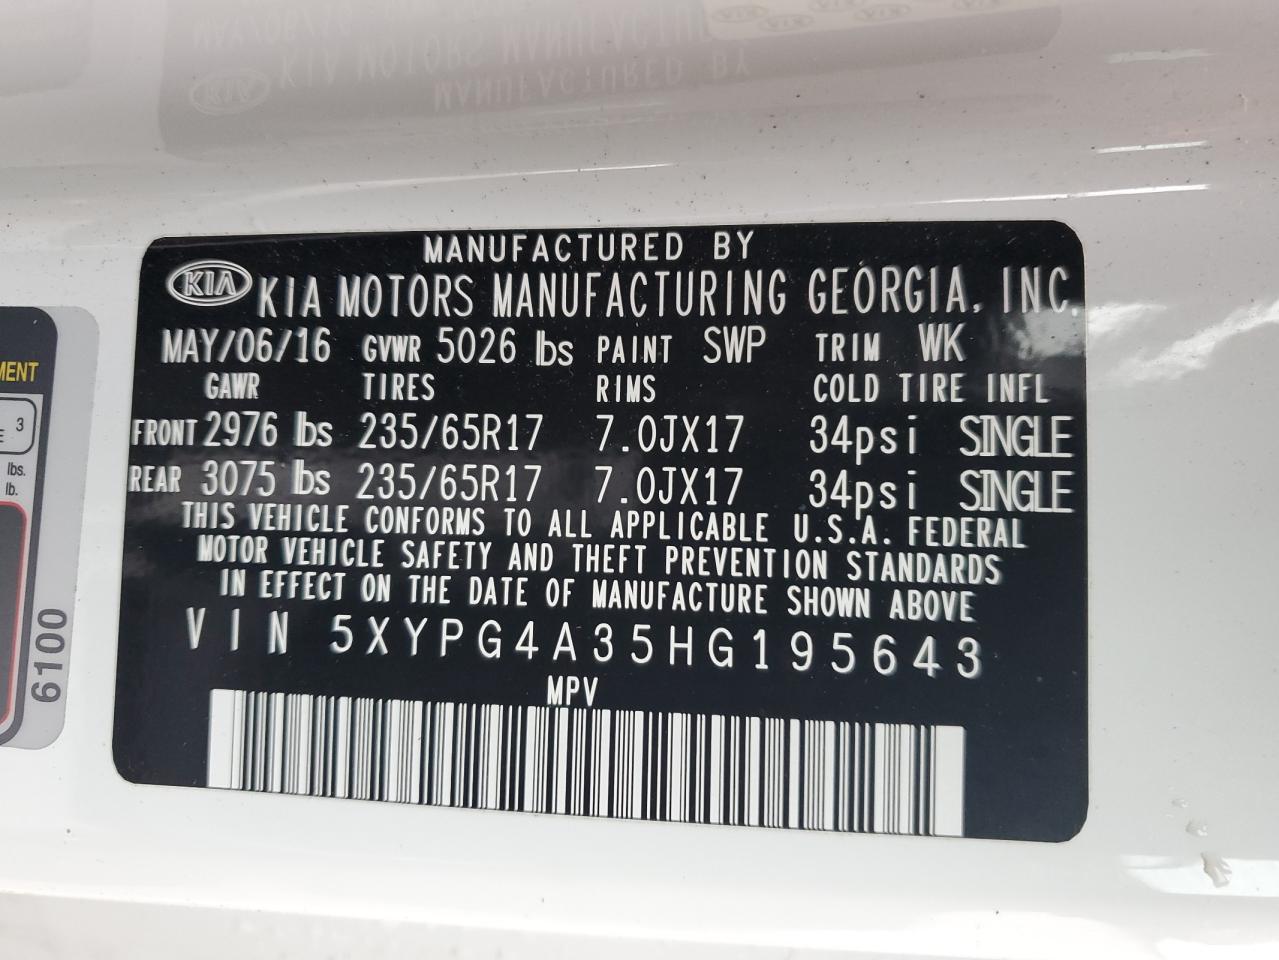 MANUFACTURED BY
KIA KIA MOTORS MANUFACTURING GEORGIA, INC.
MAY/06/16 GVWR 5026 lbs PAINT SWP TRIM WK
GAWR TIRES RIMS COLD TIRE INFL
FRONT 2976 lbs 235/65R17 7.0JX17 34psi SINGLE
REAR 3075 lbs 235/65R17 7.0JX17 34psi SINGLE
THIS VEHICLE CONFORMS TO ALL APPLICABLE U.S.A. FEDERAL
MOTOR VEHICLE SAFETY AND THEFT PREVENTION STANDARDS
IN EFFECT ON THE DATE OF MANUFACTURE SHOWN ABOVE
VIN 5XYPG4A35HG195643
MPV
MENT
3
lbs.
lb.
6100